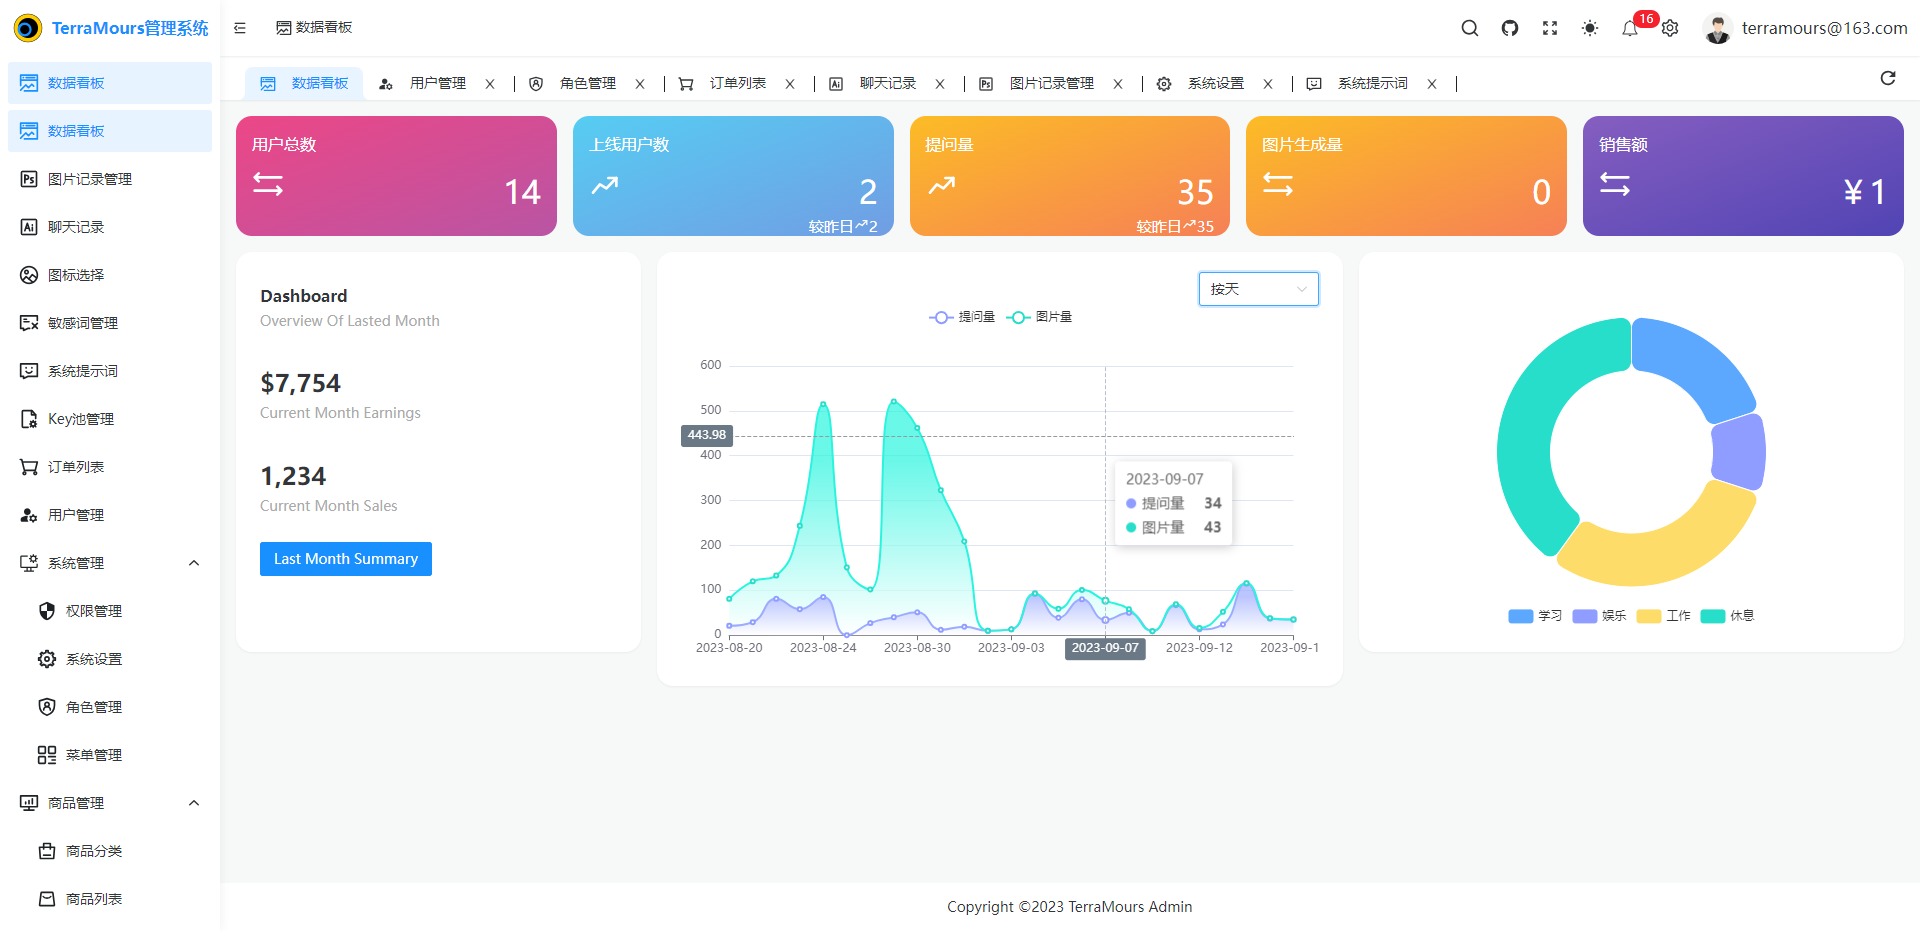 TerraMours管理系统
数据看板
16
terramours@163.com
数据看板
数据看板
图片记录管理
聊天记录
图标选择
敏感词管理
系统提示词
Key池管理
订单列表
用户管理
系统管理
权限管理
系统设置
角色管理
菜单管理
商品管理
商品分类
商品列表
数据看板
用户管理
角色管理
订单列表
聊天记录
图片记录管理
系统设置
系统提示词
用户总数
14
上线用户数
2
较昨日2
提问量
35
较昨日35
图片生成量
0
销售额
¥ 1
Dashboard
Overview Of Lasted Month
$7,754
Current Month Earnings
1,234
Current Month Sales
Last Month Summary
按天
提问量 图片量
600
500
443.98
400
300
200
100
0
2023-09-07
提问量 34
图片量 43
2023-08-20 2023-08-24 2023-08-30 2023-09-03 2023-09-07 2023-09-12 2023-09-1
学习 娱乐 工作 休息
Copyright ©2023 TerraMours Admin